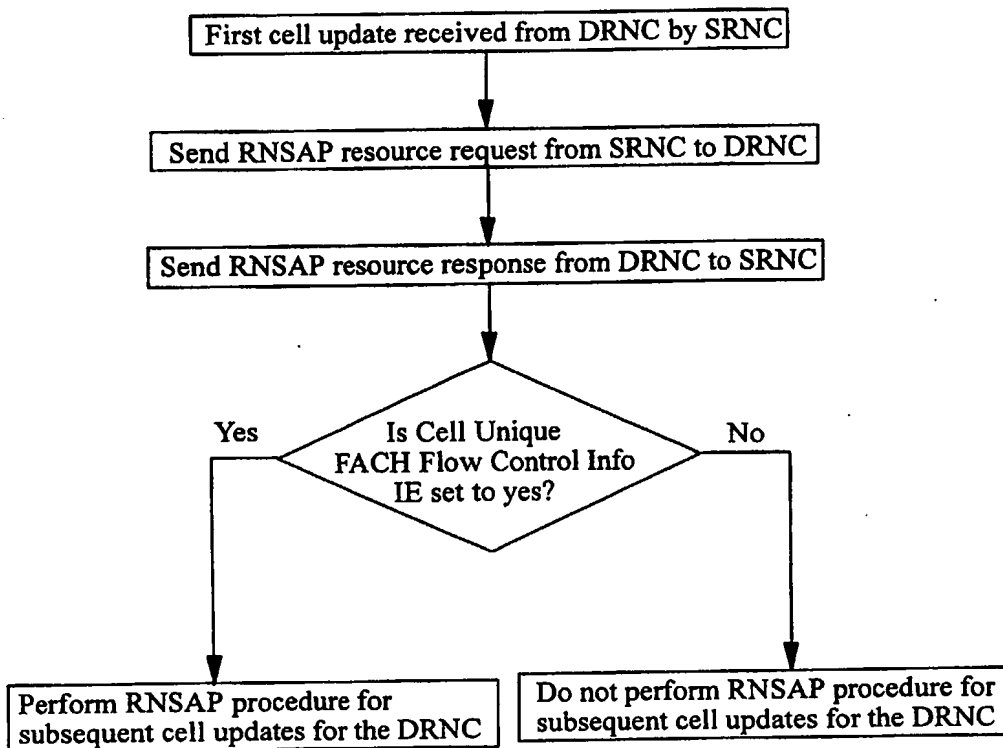 First cell update received from DRNC by SRNC
Send RNSAP resource request from SRNC to DRNC
Send RNSAP resource response from DRNC to SRNC
Is Cell Unique
FACH Flow Control Info
IE set to yes?
Yes
No
Perform RNSAP procedure for
subsequent cell updates for the DRNC
Do not perform RNSAP procedure for
subsequent cell updates for the DRNC